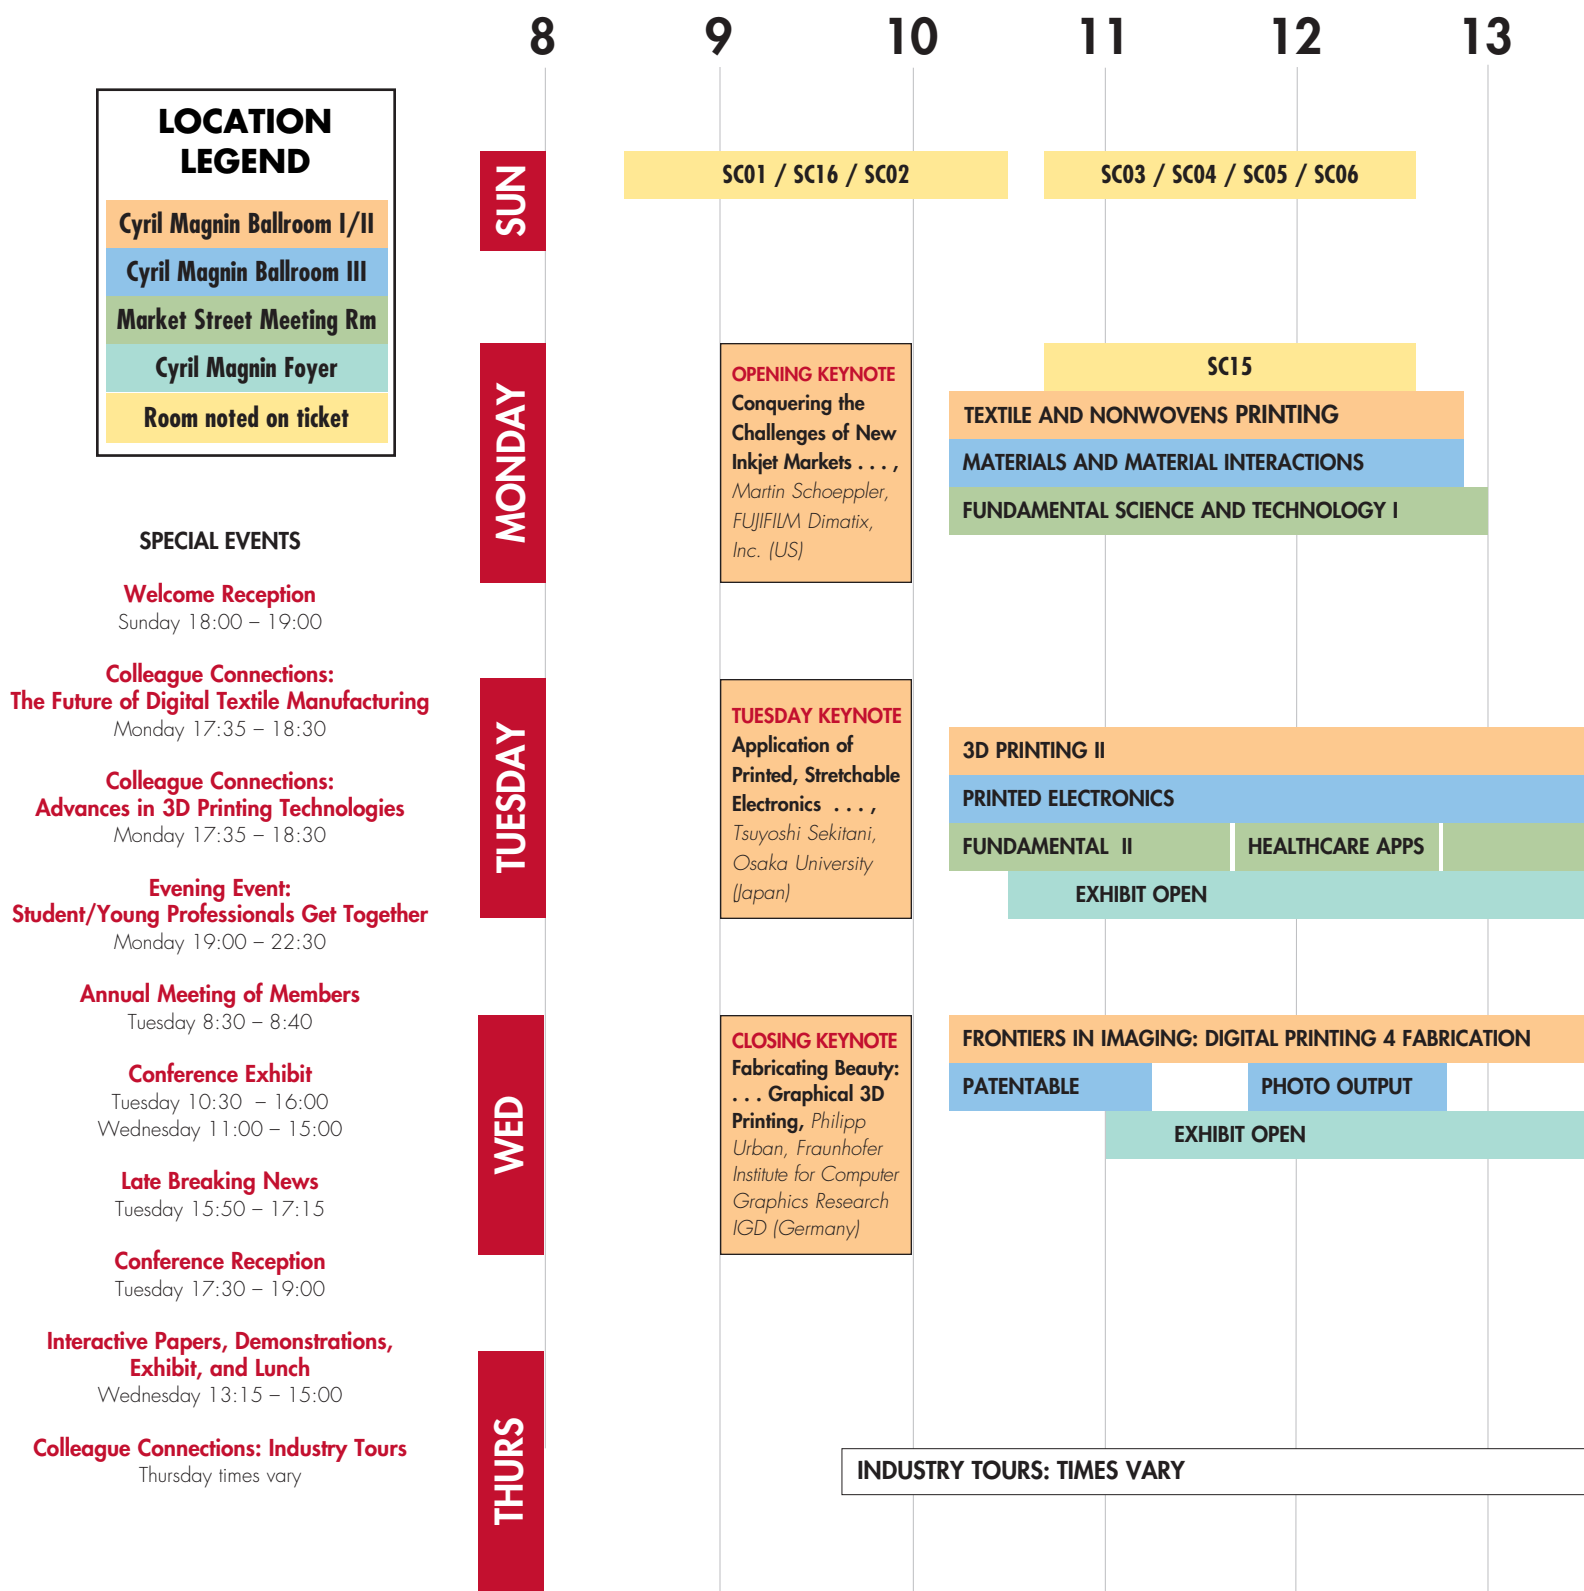 8 9 10 11 12 13
LOCATION
LEGEND
Cyril Magnin Ballroom I/II
Cyril Magnin Ballroom III
Market Street Meeting Rm
Cyril Magnin Foyer
Room noted on ticket
SPECIAL EVENTS
Welcome Reception
Sunday 18:00 – 19:00
Colleague Connections:
The Future of Digital Textile Manufacturing
Monday 17:35 – 18:30
Colleague Connections:
Advances in 3D Printing Technologies
Monday 17:35 – 18:30
Evening Event:
Student/Young Professionals Get Together
Monday 19:00 – 22:30
Annual Meeting of Members
Tuesday 8:30 – 8:40
Conference Exhibit
Tuesday 10:30 – 16:00
Wednesday 11:00 – 15:00
Late Breaking News
Tuesday 15:50 – 17:15
Conference Reception
Tuesday 17:30 – 19:00
Interactive Papers, Demonstrations,
Exhibit, and Lunch
Wednesday 13:15 – 15:00
Colleague Connections: Industry Tours
Thursday times vary
SUN
SC01 / SC16 / SC02
SC03 / SC04 / SC05 / SC06
MONDAY
OPENING KEYNOTE
Conquering the
Challenges of New
Inkjet Markets . . . ,
Martin Schoeppler,
FUJIFILM Dimatix,
Inc. (US)
SC15
TEXTILE AND NONWOVENS PRINTING
MATERIALS AND MATERIAL INTERACTIONS
FUNDAMENTAL SCIENCE AND TECHNOLOGY I
TUESDAY
TUESDAY KEYNOTE
Application of
Printed, Stretchable
Electronics . . . ,
Tsuyoshi Sekitani,
Osaka University
(Japan)
3D PRINTING II
PRINTED ELECTRONICS
FUNDAMENTAL II
HEALTHCARE APPS
EXHIBIT OPEN
WED
CLOSING KEYNOTE
Fabricating Beauty:
. . . Graphical 3D
Printing, Philipp
Urban, Fraunhofer
Institute for Computer
Graphics Research
IGD (Germany)
FRONTIERS IN IMAGING: DIGITAL PRINTING 4 FABRICATION
PATENTABLE
PHOTO OUTPUT
EXHIBIT OPEN
THURS
INDUSTRY TOURS: TIMES VARY